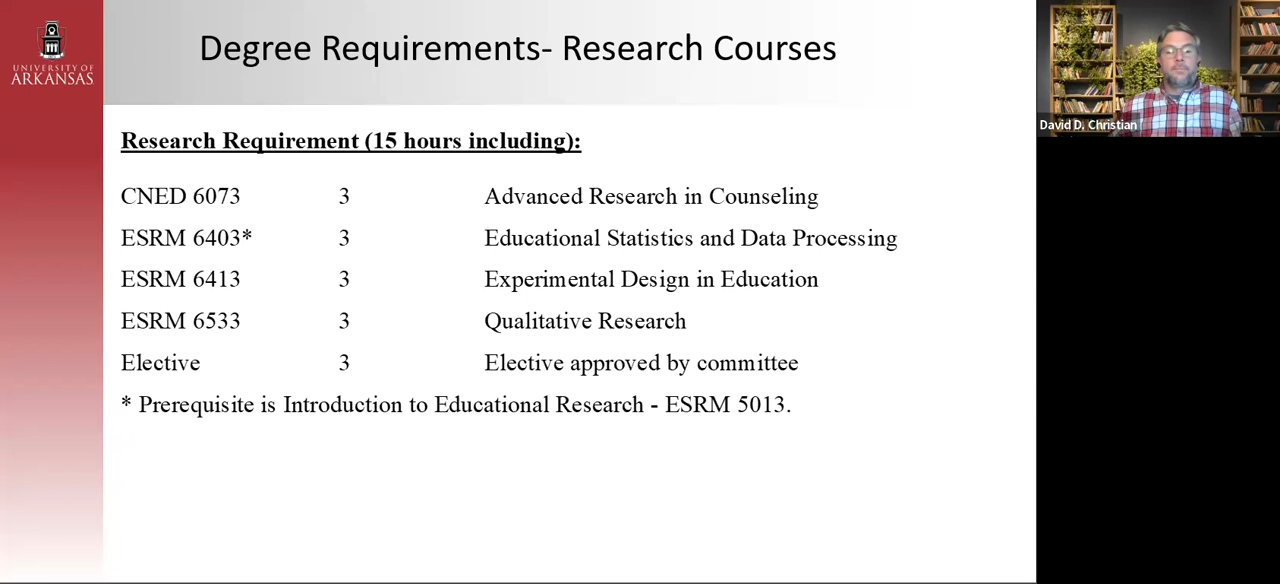 UNIVERSITY OF
ARKANSAS
Degree Requirements- Research Courses
David D. Christian
Research Requirement (15 hours including):
CNED 6073 3 Advanced Research in Counseling
ESRM 6403* 3 Educational Statistics and Data Processing
ESRM 6413 3 Experimental Design in Education
ESRM 6533 3 Qualitative Research
Elective 3 Elective approved by committee
* Prerequisite is Introduction to Educational Research - ESRM 5013.